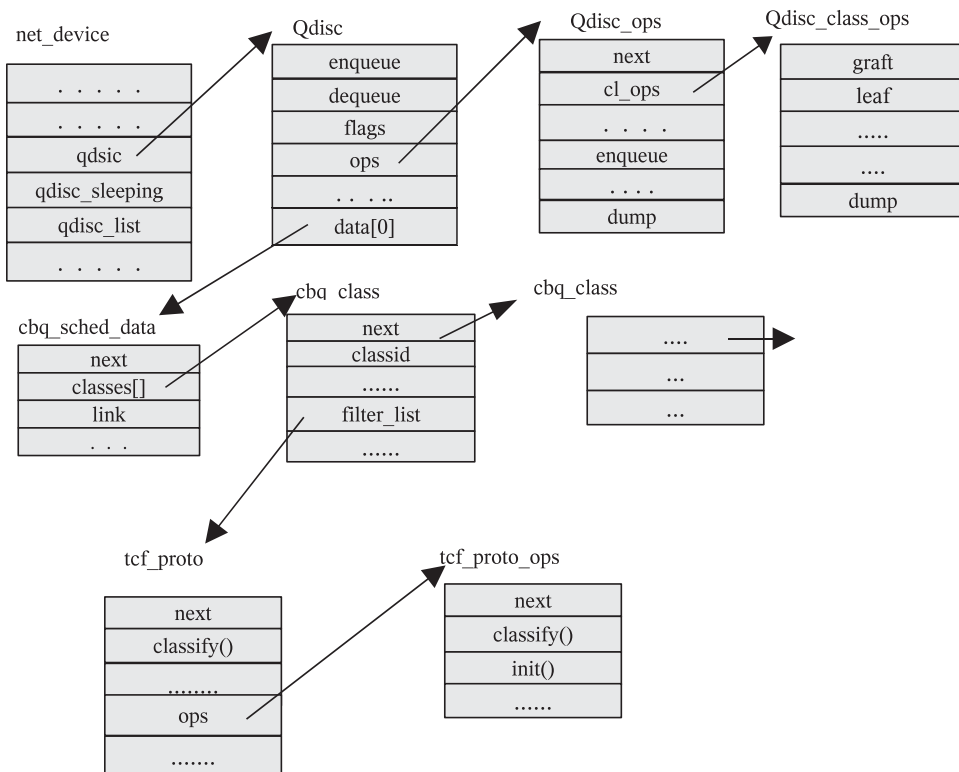 net_device
. . . . .
. . . . .
qdsic
qdisc_sleeping
qdisc_list
. . . . .
Qdisc
enqueue
dequeue
flags
ops
. . . ..
data[0]
Qdisc_ops
next
cl_ops
. . . .
enqueue
. . . .
dump
Qdisc_class_ops
graft
leaf
.....
....
dump
cbq_sched_data
next
classes[]
link
. . .
cbq_class
next
classid
......
filter_list
......
cbq_class
....
...
...
tcf_proto
next
classify()
........
ops
.......
tcf_proto_ops
next
classify()
init()
......